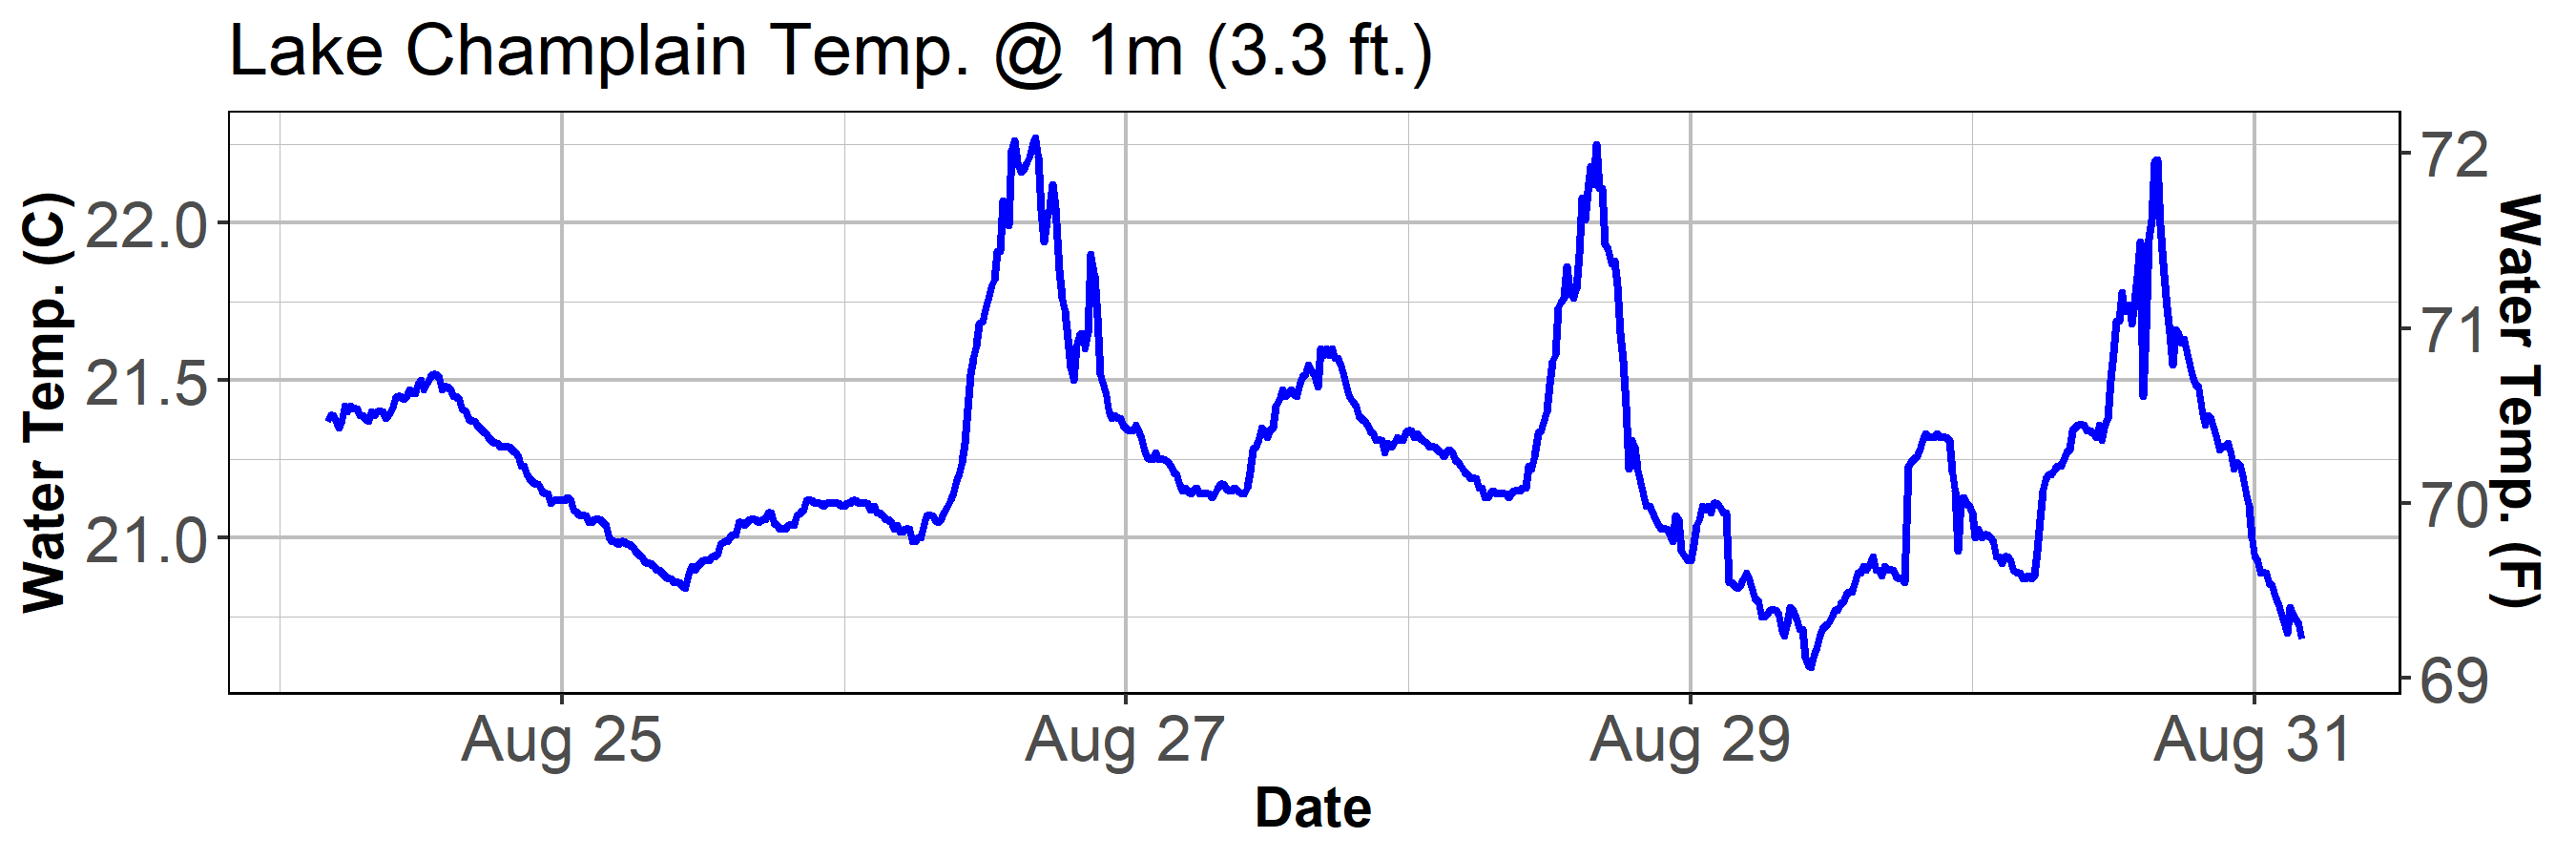 Lake Champlain Temp. @ 1m (3.3 ft.)
Water Temp. (C)
22.0
21.5
21.0
72
71
70
69
Water Temp. (F)
Aug 25
Aug 27
Aug 29
Aug 31
Date